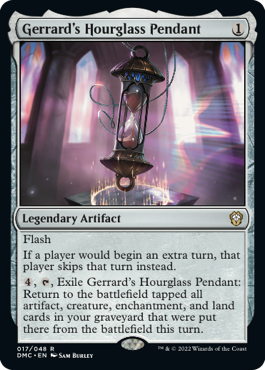 Gerrard's Hourglass Pendant 1
Legendary Artifact
Flash
If a player would begin an extra turn, that
player skips that turn instead.
4, , Exile Gerrard's Hourglass Pendant:
Return to the battlefield tapped all
artifact, creature, enchantment, and land
cards in your graveyard that were put
there from the battlefield this turn.
017/048 R
DMC • EN SAM BURLEY
™ & © 2022 Wizards of the Coast